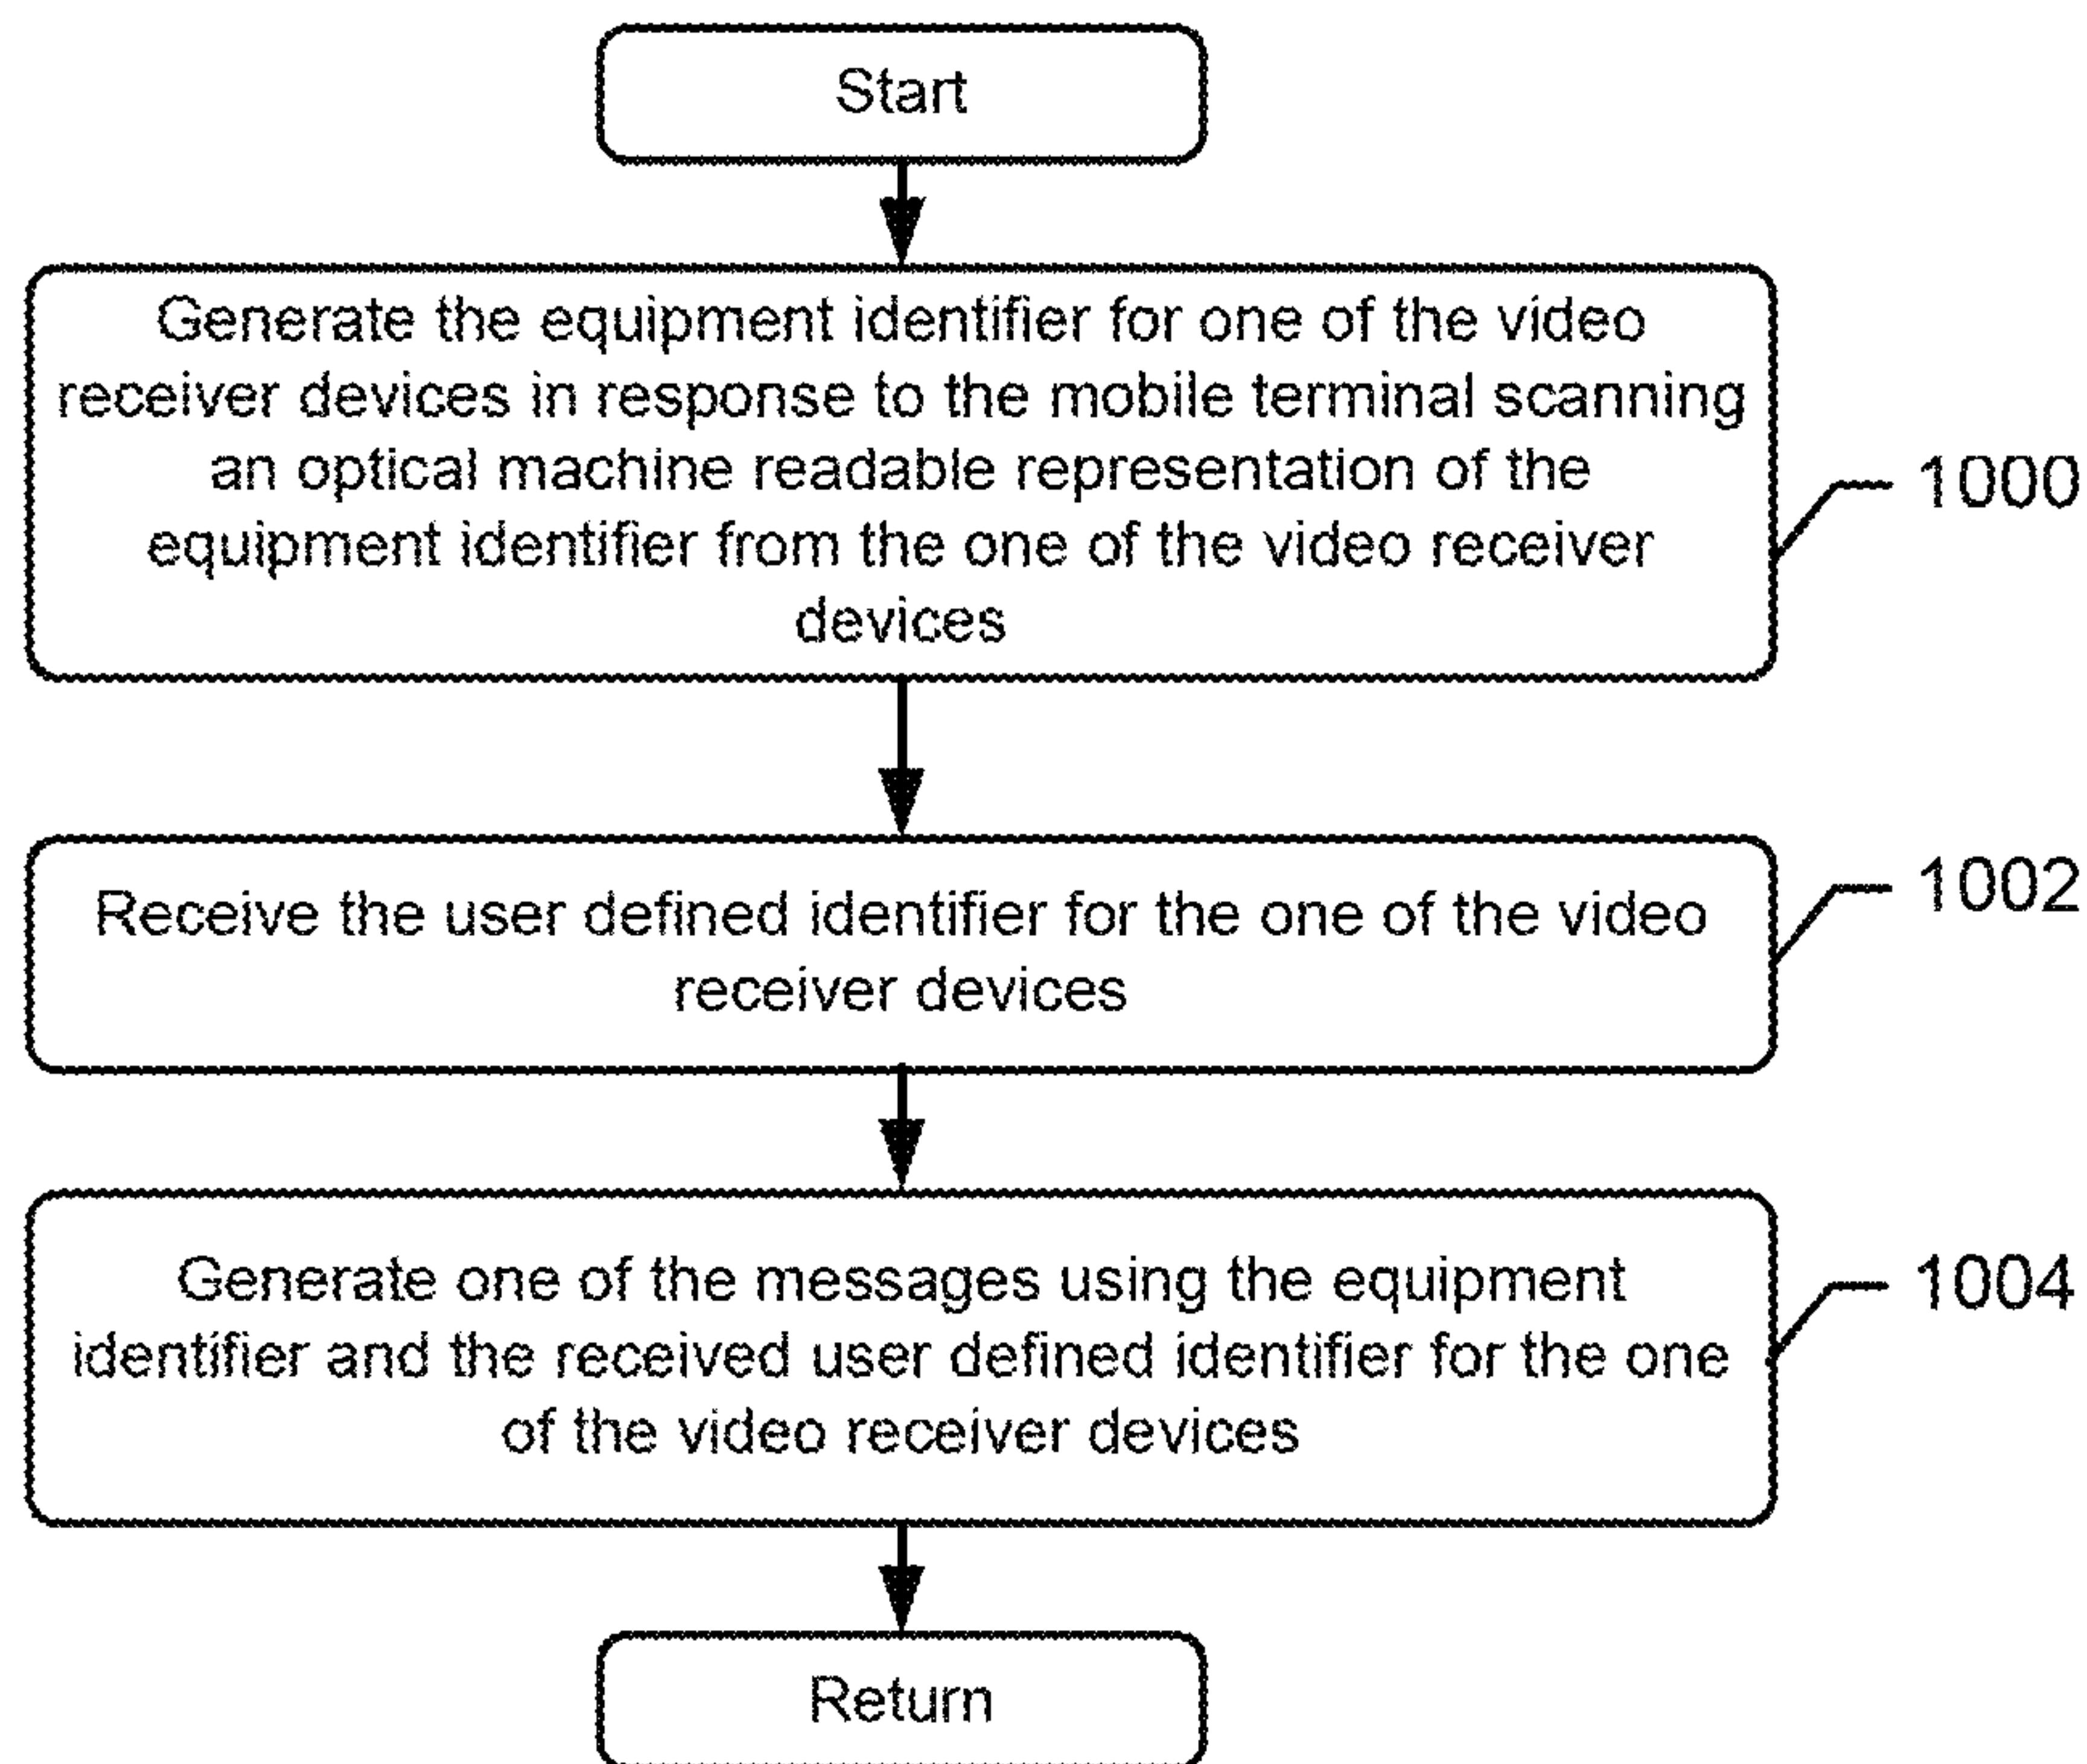 Start
Generate the equipment identifier for one of the video
receiver devices in response to the mobile terminal scanning
an optical machine readable representation of the
equipment identifier from the one of the video receiver
devices
1000
Receive the user defined identifier for the one of the video
receiver devices
1002
Generate one of the messages using the equipment
identifier and the received user defined identifier for the one
of the video receiver devices
1004
Return